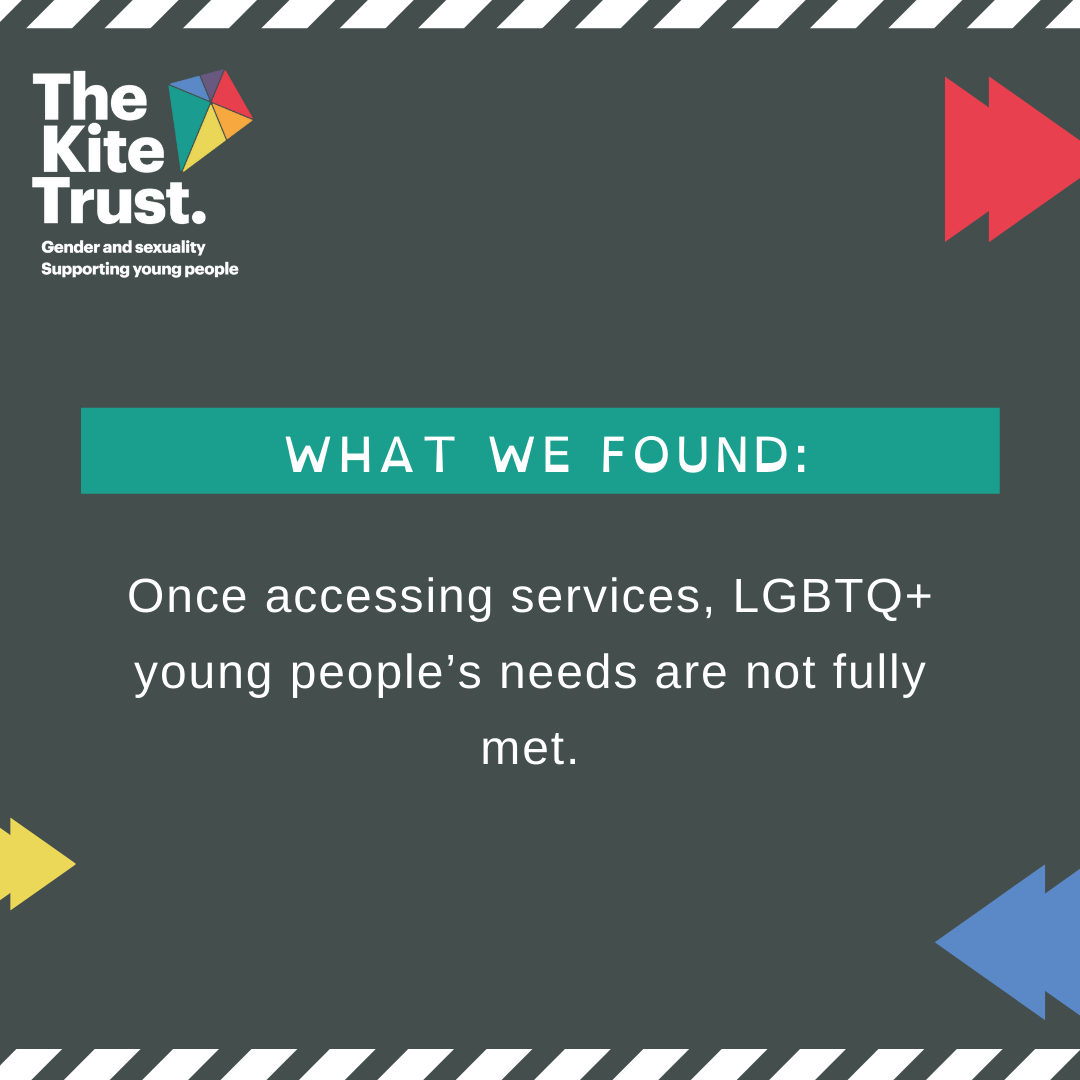 The
Kite
Trust.
Gender and sexuality
Supporting young people
WHAT WE FOUND:
Once accessing services, LGBTQ+
young people’s needs are not fully
met.